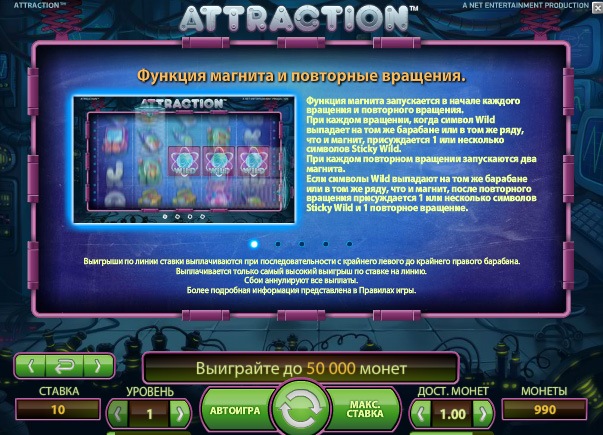 ATTRACTION™
ATTRACTION™
A NET ENTERTAINMENT PRODUCTION
Функция магнита и повторные вращения.
ATTRACTION
WILD WILD WILD
Функция магнита запускается в начале каждого
вращения и повторного вращения.
При каждом вращении, когда символ Wild
выпадает на том же барабане или в том же ряду,
что и магнит, присуждается 1 или несколько
символов Sticky Wild.
При каждом повторном вращении запускаются два
магнита.
Если символы Wild выпадают на том же барабане
или в том же ряду, что и магнит, после повторного
вращения присуждается 1 или несколько символов
Sticky Wild и 1 повторное вращение.
Выигрыши по линии ставки выплачиваются при последовательности с крайнего левого до крайнего правого барабана.
Выплачивается только самый высокий выигрыш по ставке на линию.
Сбои аннулируют все выплаты.
Более подробная информация представлена в Правилах игры.
Выиграйте до 50 000 монет
СТАВКА
10
УРОВЕНЬ
1
АВТОИГРА
МАКС.
СТАВКА
ДОСТ. МОНЕТ
1.00
МОНЕТЫ
990